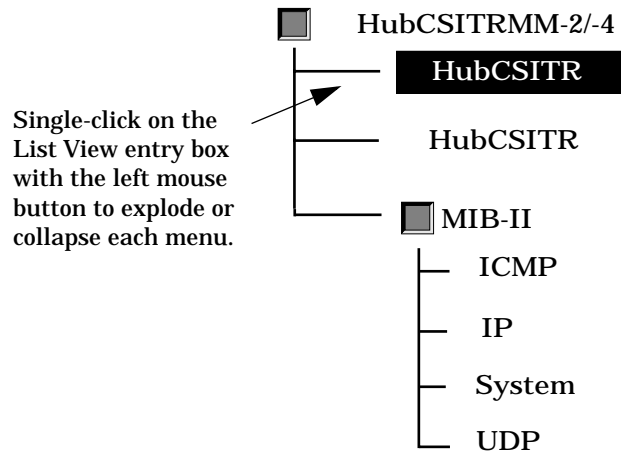 HubCSITRMM-2/-4
HubCSITR
Single-click on the
List View entry box
with the left mouse
button to explode or
collapse each menu.
HubCSITR
MIB-II
ICMP
IP
System
UDP